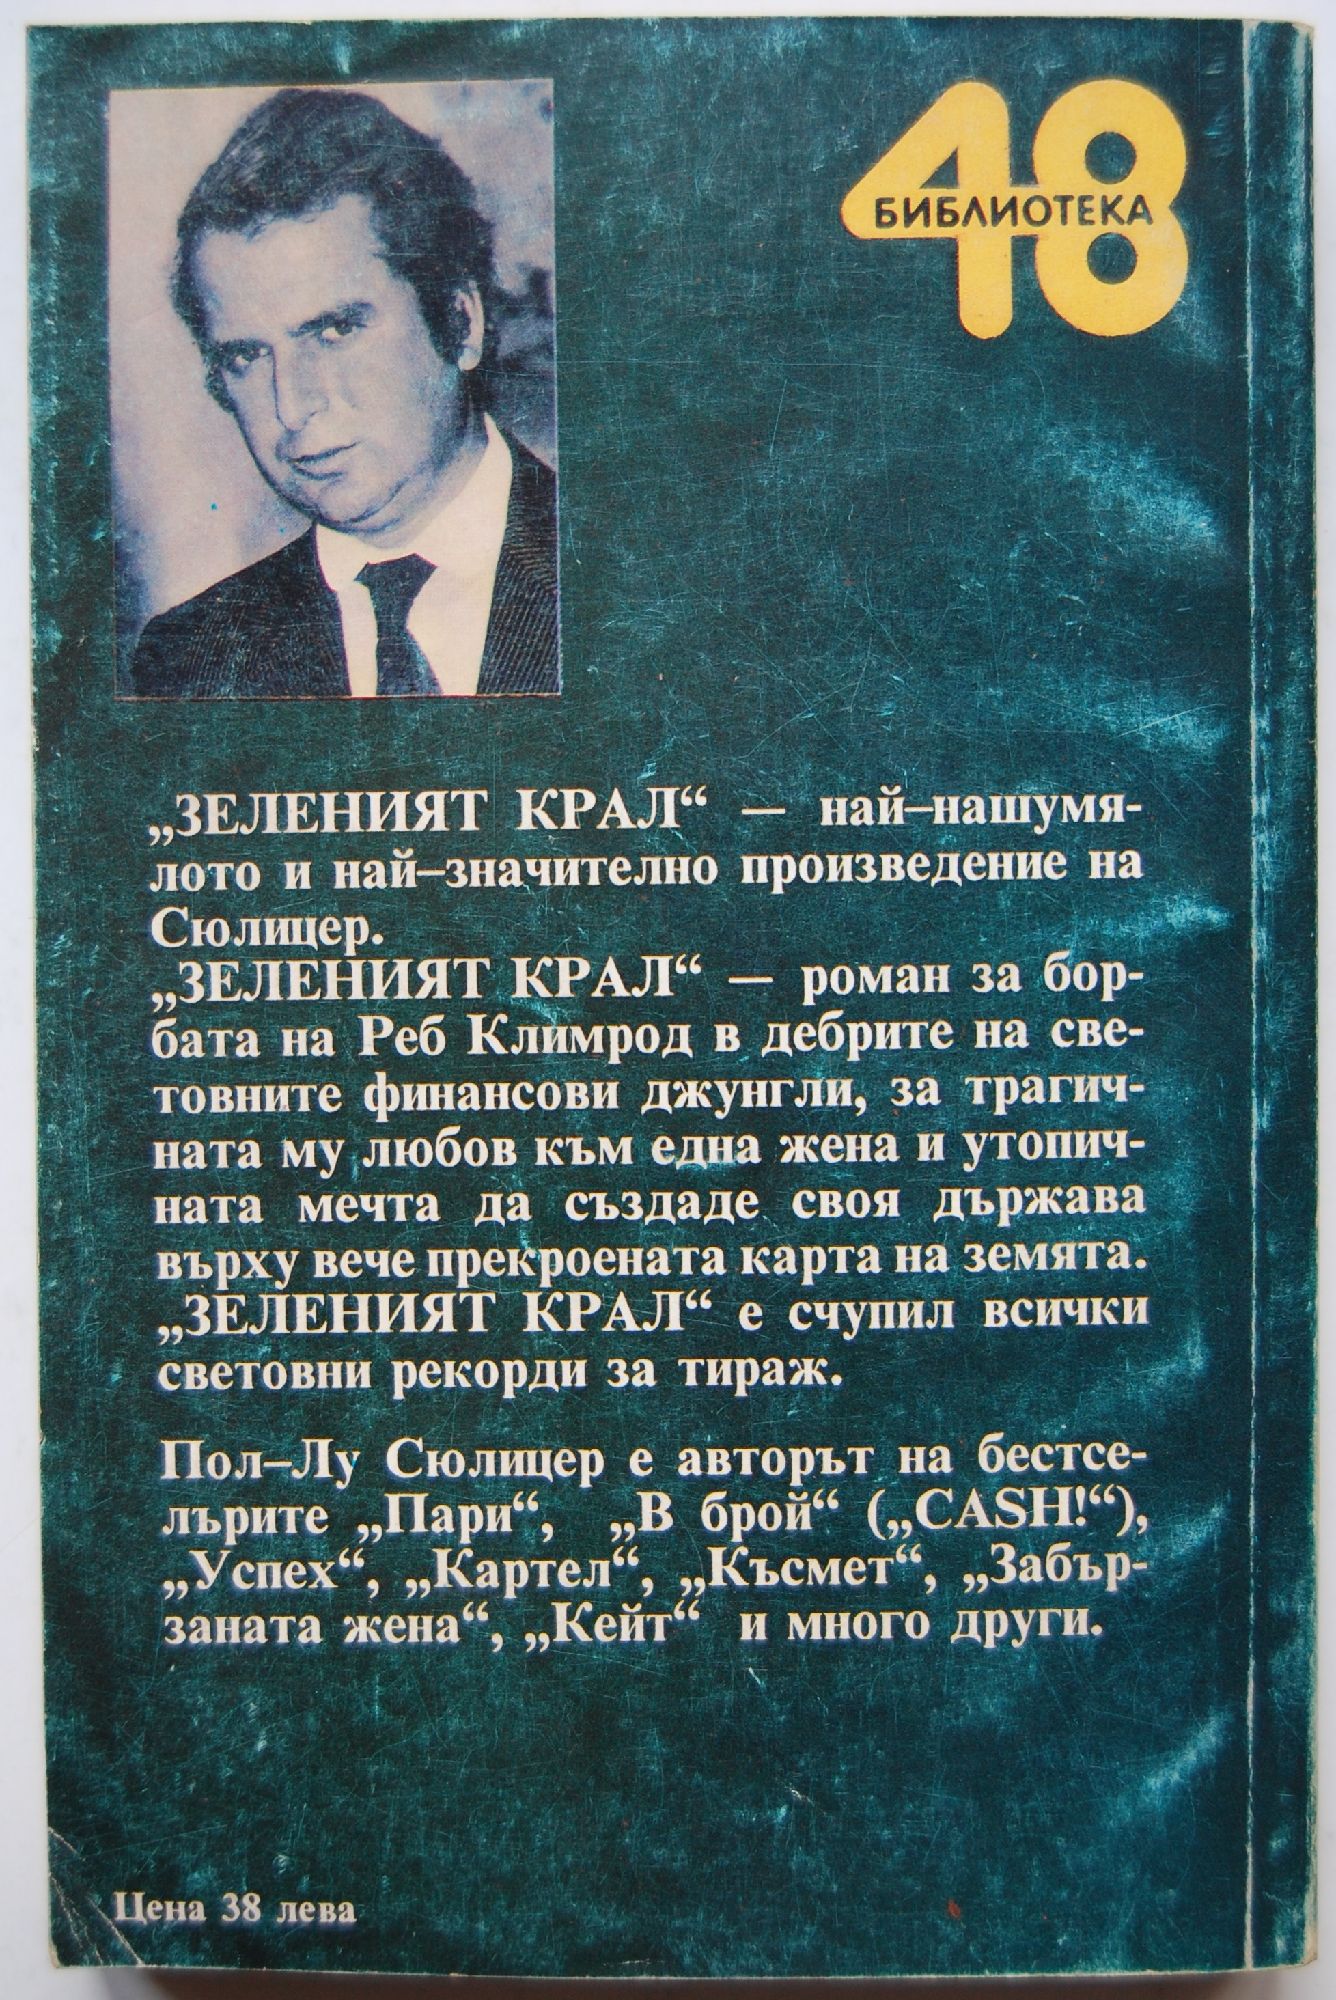 48
БИБЛИОТЕКА
„ЗЕЛЕНИЯТ КРАЛ“ — най–нашумя-
лото и най–значително произведение на
Сюлицер.
„ЗЕЛЕНИЯТ КРАЛ“ — роман за бор-
бата на Реб Климрод в дебрите на све-
товните финансови джунгли, за трагич-
ната му любов към една жена и утопич-
ната мечта да създаде своя държава
върху вече прекроената карта на земята.
„ЗЕЛЕНИЯТ КРАЛ“ е счупил всички
световни рекорди за тираж.
Пол–Лу Сюлицер е авторът на бестсе-
лърите „Пари“, „В брой“ („CASH!“),
„Успех“, „Картел“, „Късмет“, „Забър-
заната жена“, „Кейт“ и много други.
Цена 38 лева